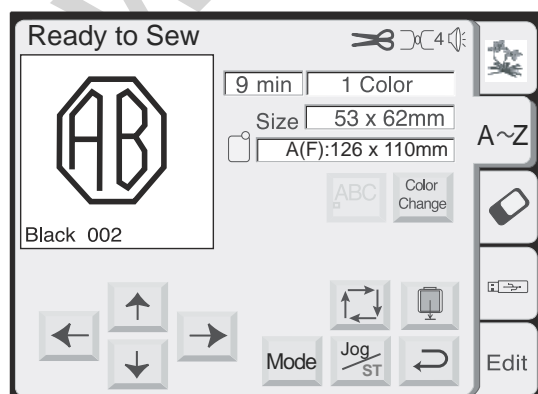 Ready to Sew
4
9 min 1 Color
Size 53 x 62mm
A(F):126 x 110mm
A~Z
AB
ABC
Color
Change
Black 002
Mode
Jog
ST
Edit